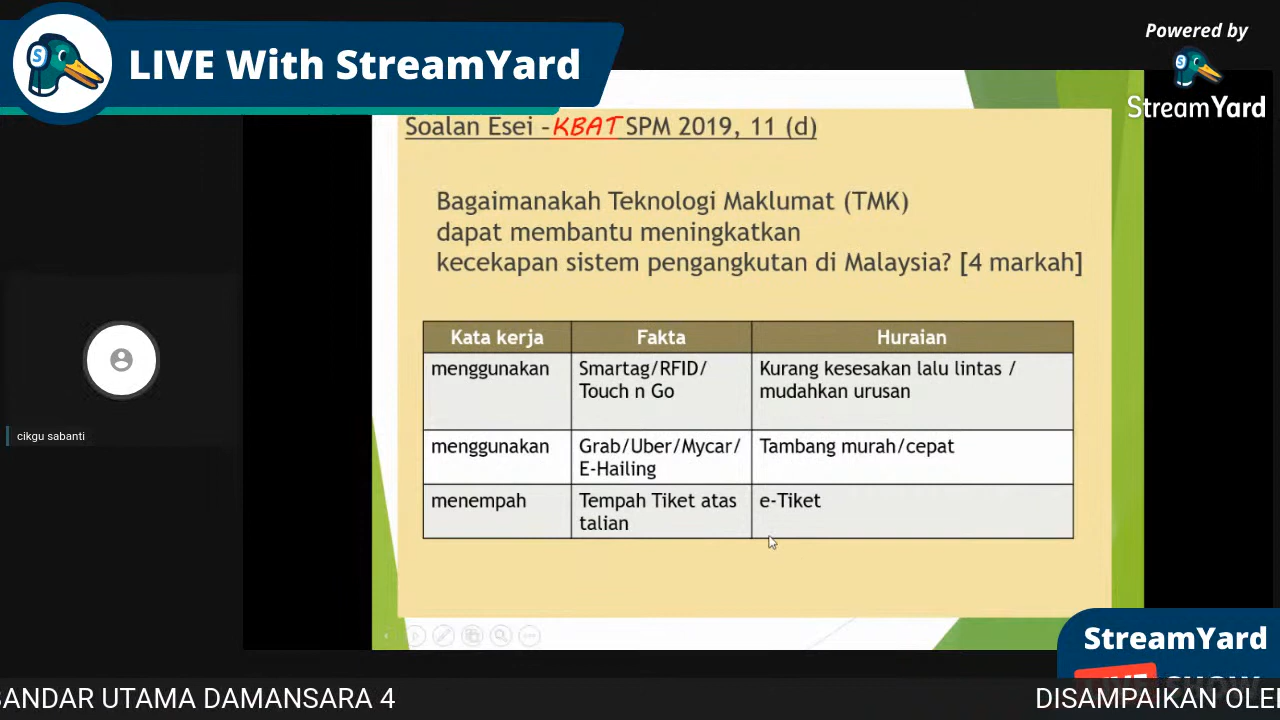 LIVE With StreamYard
Powered by
StreamYard
Soalan Esei -KBAT SPM 2019, 11 (d)
Bagaimanakah Teknologi Maklumat (TMK)
dapat membantu meningkatkan
kecekapan sistem pengangkutan di Malaysia? [4 markah]
Kata kerja Fakta Huraian
menggunakan Smartag/RFID/ Kurang kesesakan lalu lintas /
Touch n Go mudahkan urusan
menggunakan Grab/Uber/Mycar/ Tambang murah/cepat
E-Hailing
menempah Tempah Tiket atas e-Tiket
talian
cikgu sabanti
StreamYard
BANDAR UTAMA DAMANSARA 4
DISAMPAIKAN OLE